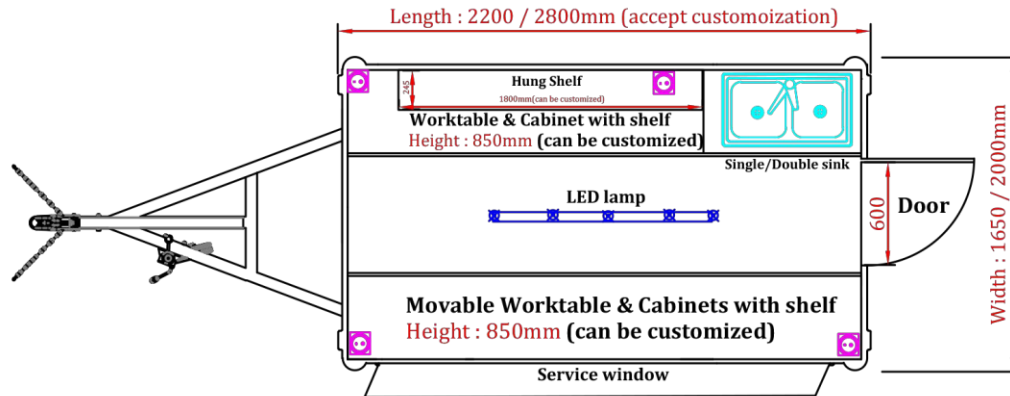 Length : 2200 / 2800mm (accept customoization)
Hung Shelf
245
1800mm(can be customized)
Worktable & Cabinet with shelf
Height : 850mm (can be customized)
Single/Double sink
LED lamp
600
Door
Width : 1650 / 2000mm
Movable Worktable & Cabinets with shelf
Height : 850mm (can be customized)
Service window